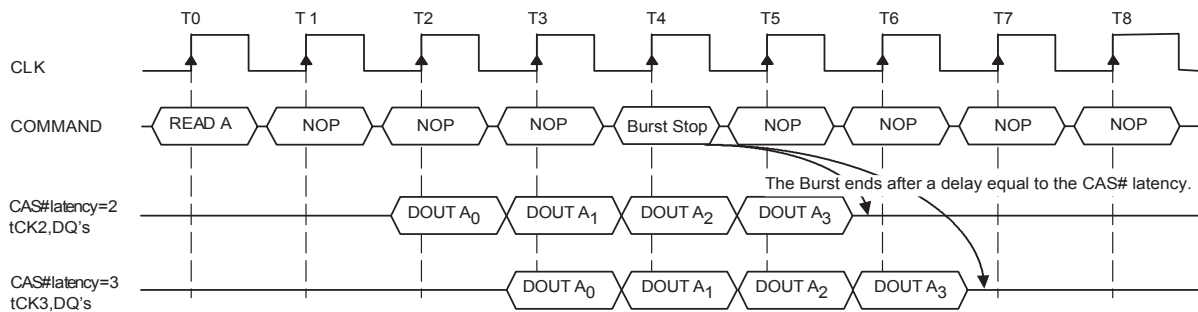 T0 T1 T2 T3 T4 T5 T6 T7 T8
CLK
COMMAND READ A NOP NOP NOP Burst Stop NOP NOP NOP NOP
The Burst ends after a delay equal to the CAS# latency.
CAS#latency=2
tCK2,DQ's
DOUT A0 DOUT A1 DOUT A2 DOUT A3
CAS#latency=3
tCK3,DQ's
DOUT A0 DOUT A1 DOUT A2 DOUT A3